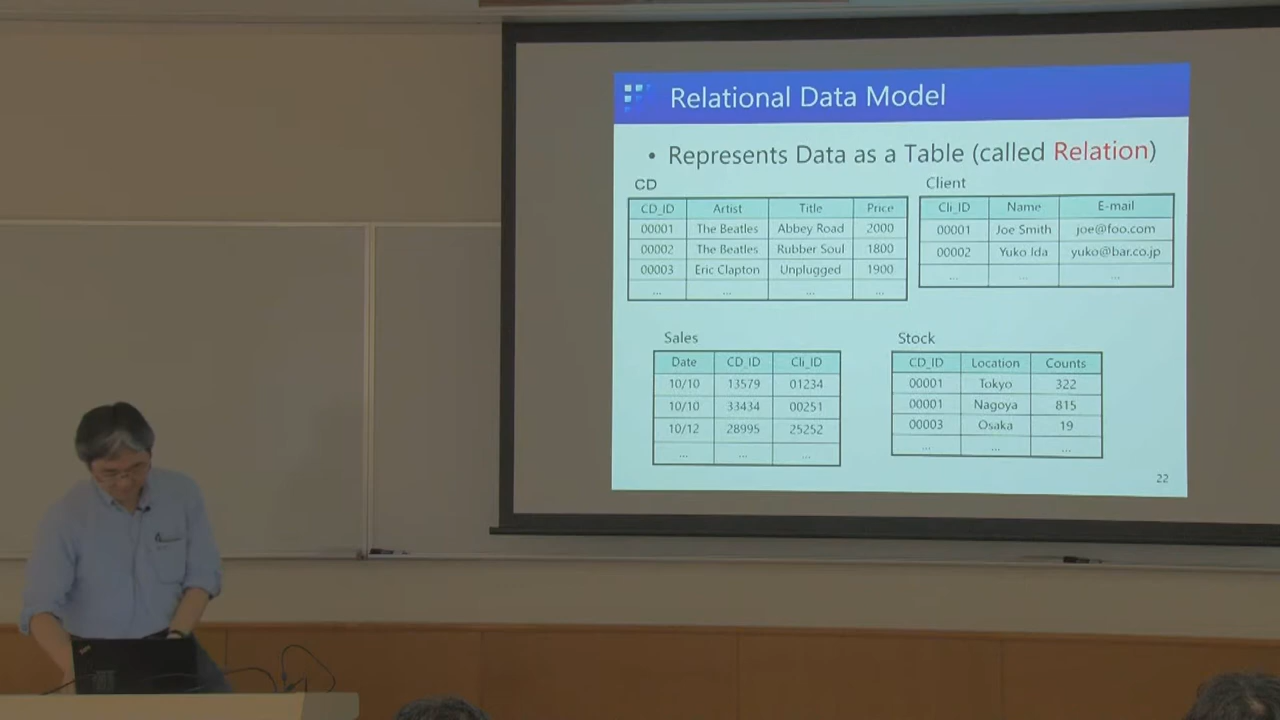 Relational Data Model
• Represents Data as a Table (called Relation)
CD
CD_ID Artist Title Price
00001 The Beatles Abbey Road 2000
00002 The Beatles Rubber Soul 1800
00003 Eric Clapton Unplugged 1900
... ... ... ...
Client
Cli_ID Name E-mail
00001 Joe Smith joe@foo.com
00002 Yuko Ida yuko@bar.co.jp
... ... ...
Sales
Date CD_ID Cli_ID
10/10 13579 01234
10/10 33434 00251
10/12 28995 25252
... ... ...
Stock
CD_ID Location Counts
00001 Tokyo 322
00001 Nagoya 815
00003 Osaka 19
... ... ...
22